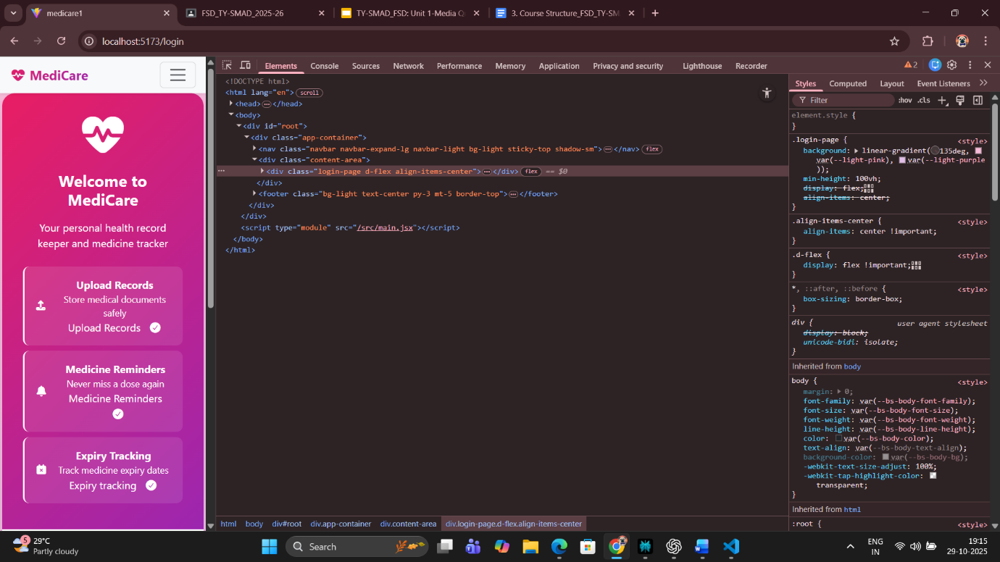 medicare1
FSD_TY-SMAD_2025-26
TY-SMAD_FSD: Unit 1-Media Q
3. Course Structure_FSD_TY-SM
localhost:5173/login
MediCare
Welcome to
MediCare
Your personal health record
keeper and medicine tracker
Upload Records
Store medical documents
safely
Upload Records
Medicine Reminders
Never miss a dose again
Medicine Reminders
Expiry Tracking
Track medicine expiry dates
Expiry tracking
Elements Console Sources Network Performance Memory Application Privacy and security Lighthouse Recorder
2
<!DOCTYPE html>
<html lang="en"> scroll
<head> ⋯ </head>
<body>
<div id="root">
<div class="app-container">
<nav class="navbar navbar-expand-lg navbar-light bg-light sticky-top shadow-sm"> ⋯ </nav> flex
<div class="content-area">
<div class="login-page d-flex align-items-center"> ⋯ </div> flex == $0
</div>
<footer class="bg-light text-center py-3 mt-5 border-top"> ⋯ </footer>
</div>
</div>
<script type="module" src="/src/main.jsx"></script>
</body>
</html>
html body div#root div.app-container div.content-area div.login-page.d-flex.align-items-center
Styles Computed Layout Event Listeners
Filter :hov .cls
element.style {
}
.login-page { <style>
background: linear-gradient(135deg,
var(--light-pink), var(--light-purple
));
min-height: 100vh;
display: flex;
align-items: center;
}
.align-items-center { <style>
align-items: center !important;
}
.d-flex { <style>
display: flex !important;
}
*, ::after, ::before { <style>
box-sizing: border-box;
}
div { user agent stylesheet
display: block;
unicode-bidi: isolate;
}
Inherited from body
body { <style>
margin: 0;
font-family: var(--bs-body-font-family);
font-size: var(--bs-body-font-size);
font-weight: var(--bs-body-font-weight);
line-height: var(--bs-body-line-height);
color: var(--bs-body-color);
text-align: var(--bs-body-text-align);
background-color: var(--bs-body-bg);
-webkit-text-size-adjust: 100%;
-webkit-tap-highlight-color:
transparent;
}
Inherited from html
:root { <style>
5
29°C
Partly cloudy
Search
ENG
IN
19:15
29-10-2025